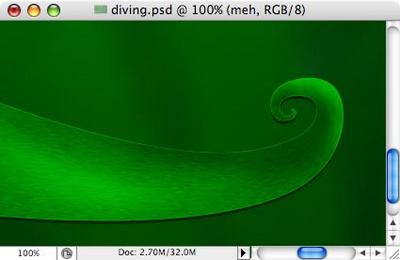 diving.psd @ 100% (meh, RGB/8)
100%
Doc: 2.70M/32.0M